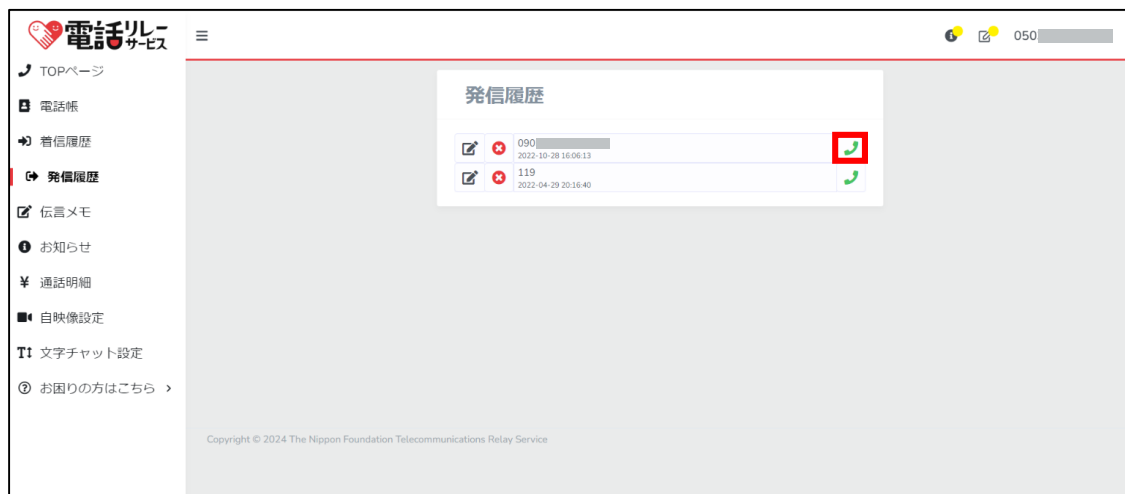 電話リレーサービス
050
TOPページ
電話帳
着信履歴
発信履歴
伝言メモ
お知らせ
¥ 通話明細
自映像設定
T 文字チャット設定
お困りの方はこちら
発信履歴
090
2022-10-28 16:06:13
119
2022-04-29 20:16:40
Copyright © 2024 The Nippon Foundation Telecommunications Relay Service